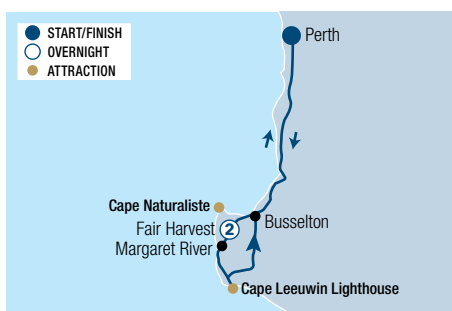 START/FINISH
OVERNIGHT
ATTRACTION
Perth
Cape Naturaliste
Fair Harvest 2
Busselton
Margaret River
Cape Leeuwin Lighthouse